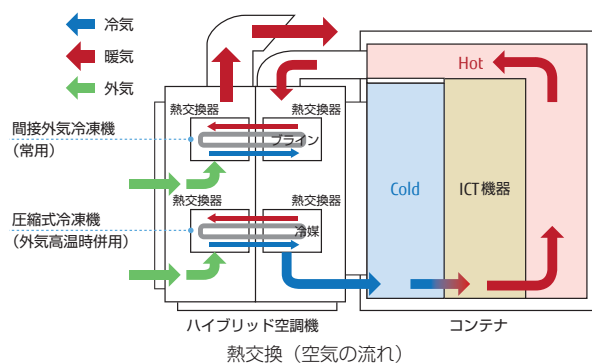 冷気
暖気
外気
Hot
熱交換器
熱交換器
間接外気冷凍機
(常用)
ブライン
熱交換器
熱交換器
Cold
ICT機器
圧縮式冷凍機
(外気高温時併用)
冷媒
ハイブリッド空調機
コンテナ
熱交換(空気の流れ)